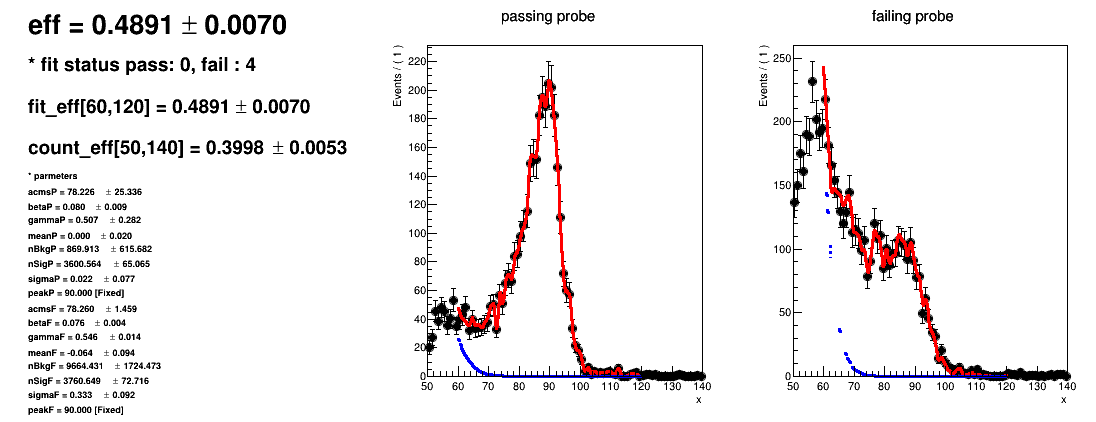 eff = 0.4891 ± 0.0070
* fit status pass: 0, fail : 4
fit_eff[60,120] = 0.4891 ± 0.0070
count_eff[50,140] = 0.3998 ± 0.0053
* parmeters
acmsP = 78.226 ± 25.336
betaP = 0.080 ± 0.009
gammaP = 0.507 ± 0.282
meanP = 0.000 ± 0.020
nBkgP = 869.913 ± 615.682
nSigP = 3600.564 ± 65.065
sigmaP = 0.022 ± 0.077
peakP = 90.000 [Fixed]
acmsF = 78.260 ± 1.459
betaF = 0.076 ± 0.004
gammaF = 0.546 ± 0.014
meanF = -0.064 ± 0.094
nBkgF = 9664.431 ± 1724.473
nSigF = 3760.649 ± 72.716
sigmaF = 0.333 ± 0.092
peakF = 90.000 [Fixed]
passing probe
Events / ( 1 )
220
200
180
160
140
120
100
80
60
40
20
0
50 60 70 80 90 100 110 120 130 140
x
failing probe
Events / ( 1 )
250
200
150
100
50
0
50 60 70 80 90 100 110 120 130 140
x